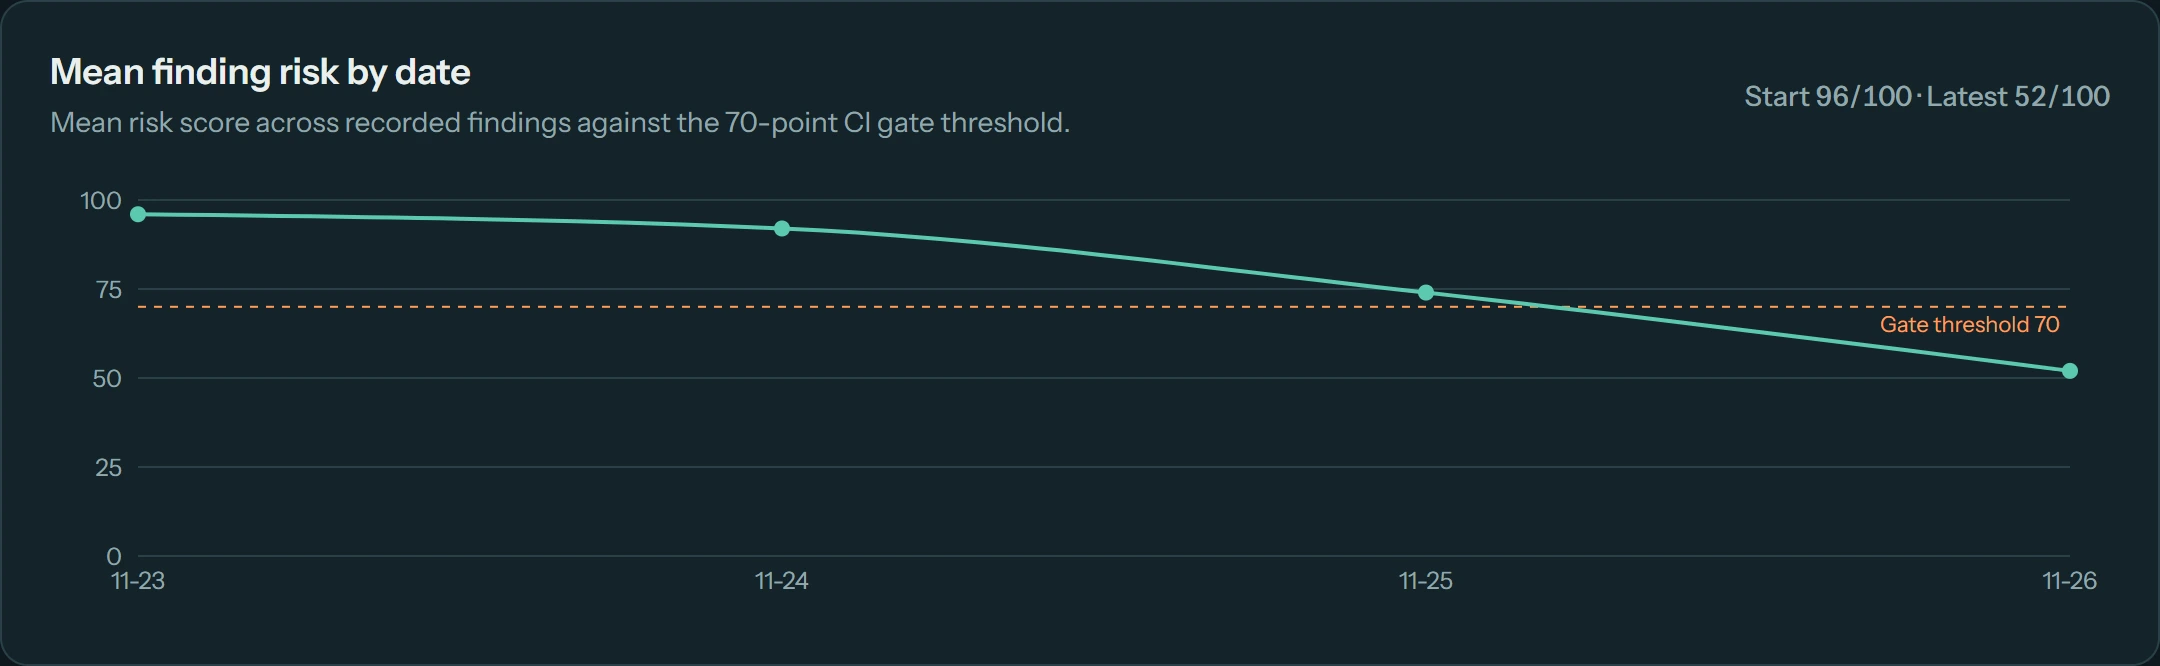 Mean finding risk by date
Mean risk score across recorded findings against the 70-point CI gate threshold.
Start 96/100 · Latest 52/100
100
75
50
25
0
Gate threshold 70
11-23
11-24
11-25
11-26